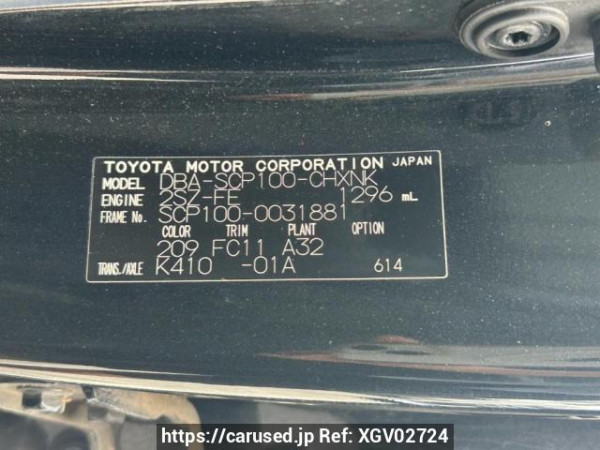 TOYOTA MOTOR CORPORATION JAPAN
MODEL DBA-SCP100-CHXNK
ENGINE 2SZ-FE 1296 mL
FRAME No. SCP100-0031881
COLOR TRIM PLANT OPTION
209 FC11 A32
TRANS./AXLE K410 -01A 614
https://carused.jp Ref: XGV02724